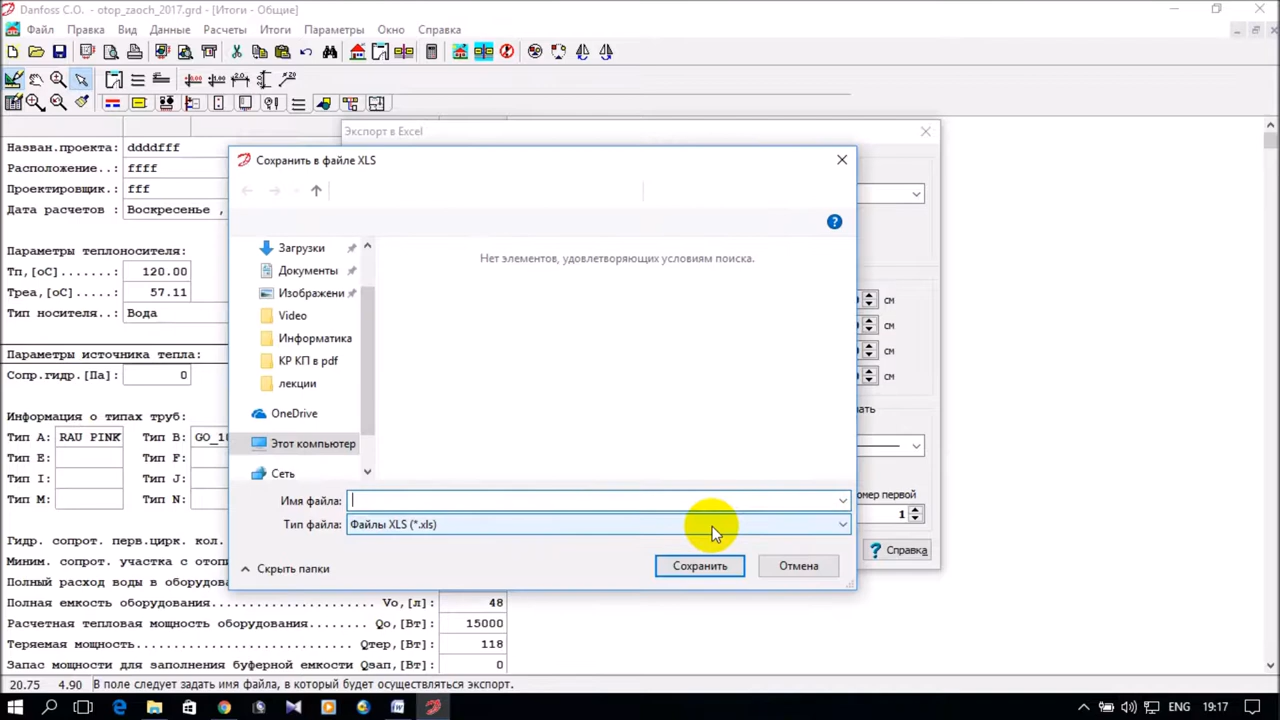 Danfoss C.O. - otop_zaoch_2017.grd - [Итоги - Общие]
Файл Правка Вид Данные Расчеты Итоги Параметры Окно Справка
Экспорт в Excel
Сохранить в файле XLS
Назван.проекта: ddddfff
Расположение..: ffff
Проектировщик.: fff
Дата расчетов : Воскресенье ,
Параметры теплоносителя:
Тп,[oC].......: 120.00
Tреа,[oC].....: 57.11
Тип носителя..: Вода
Параметры источника тепла:
Сопр.гидр.[Па]: 0
Информация о типах труб:
Тип A: RAU PINK Тип B:
Тип E: Тип F:
Тип I: Тип J:
Тип M: Тип N:
Гидр. сопрот. перв.цирк. кол.
Миним. сопрот. участка с отопи
Полный расход воды в оборудова
Полная емкость оборудования Vo,[л]: 48
Расчетная тепловая мощность оборудования Qo,[Вт]: 15000
Теряемая мощность Qтер,[Вт]: 118
Запас мощности для заполнения буферной емкости Qзап,[Вт]: 0
Загрузки
Документы
Изображени
Video
Информатика
КР КП в pdf
лекции
OneDrive
Этот компьютер
Сеть
Нет элементов, удовлетворяющих условиям поиска.
Имя файла:
Тип файла: Файлы XLS (*.xls)
Скрыть папки
Сохранить
Отмена
см
см
см
см
ать
омер первой
1
Справка
20.75 4.90 В поле следует задать имя файла, в который будет осуществляться экспорт.
ENG 19:17